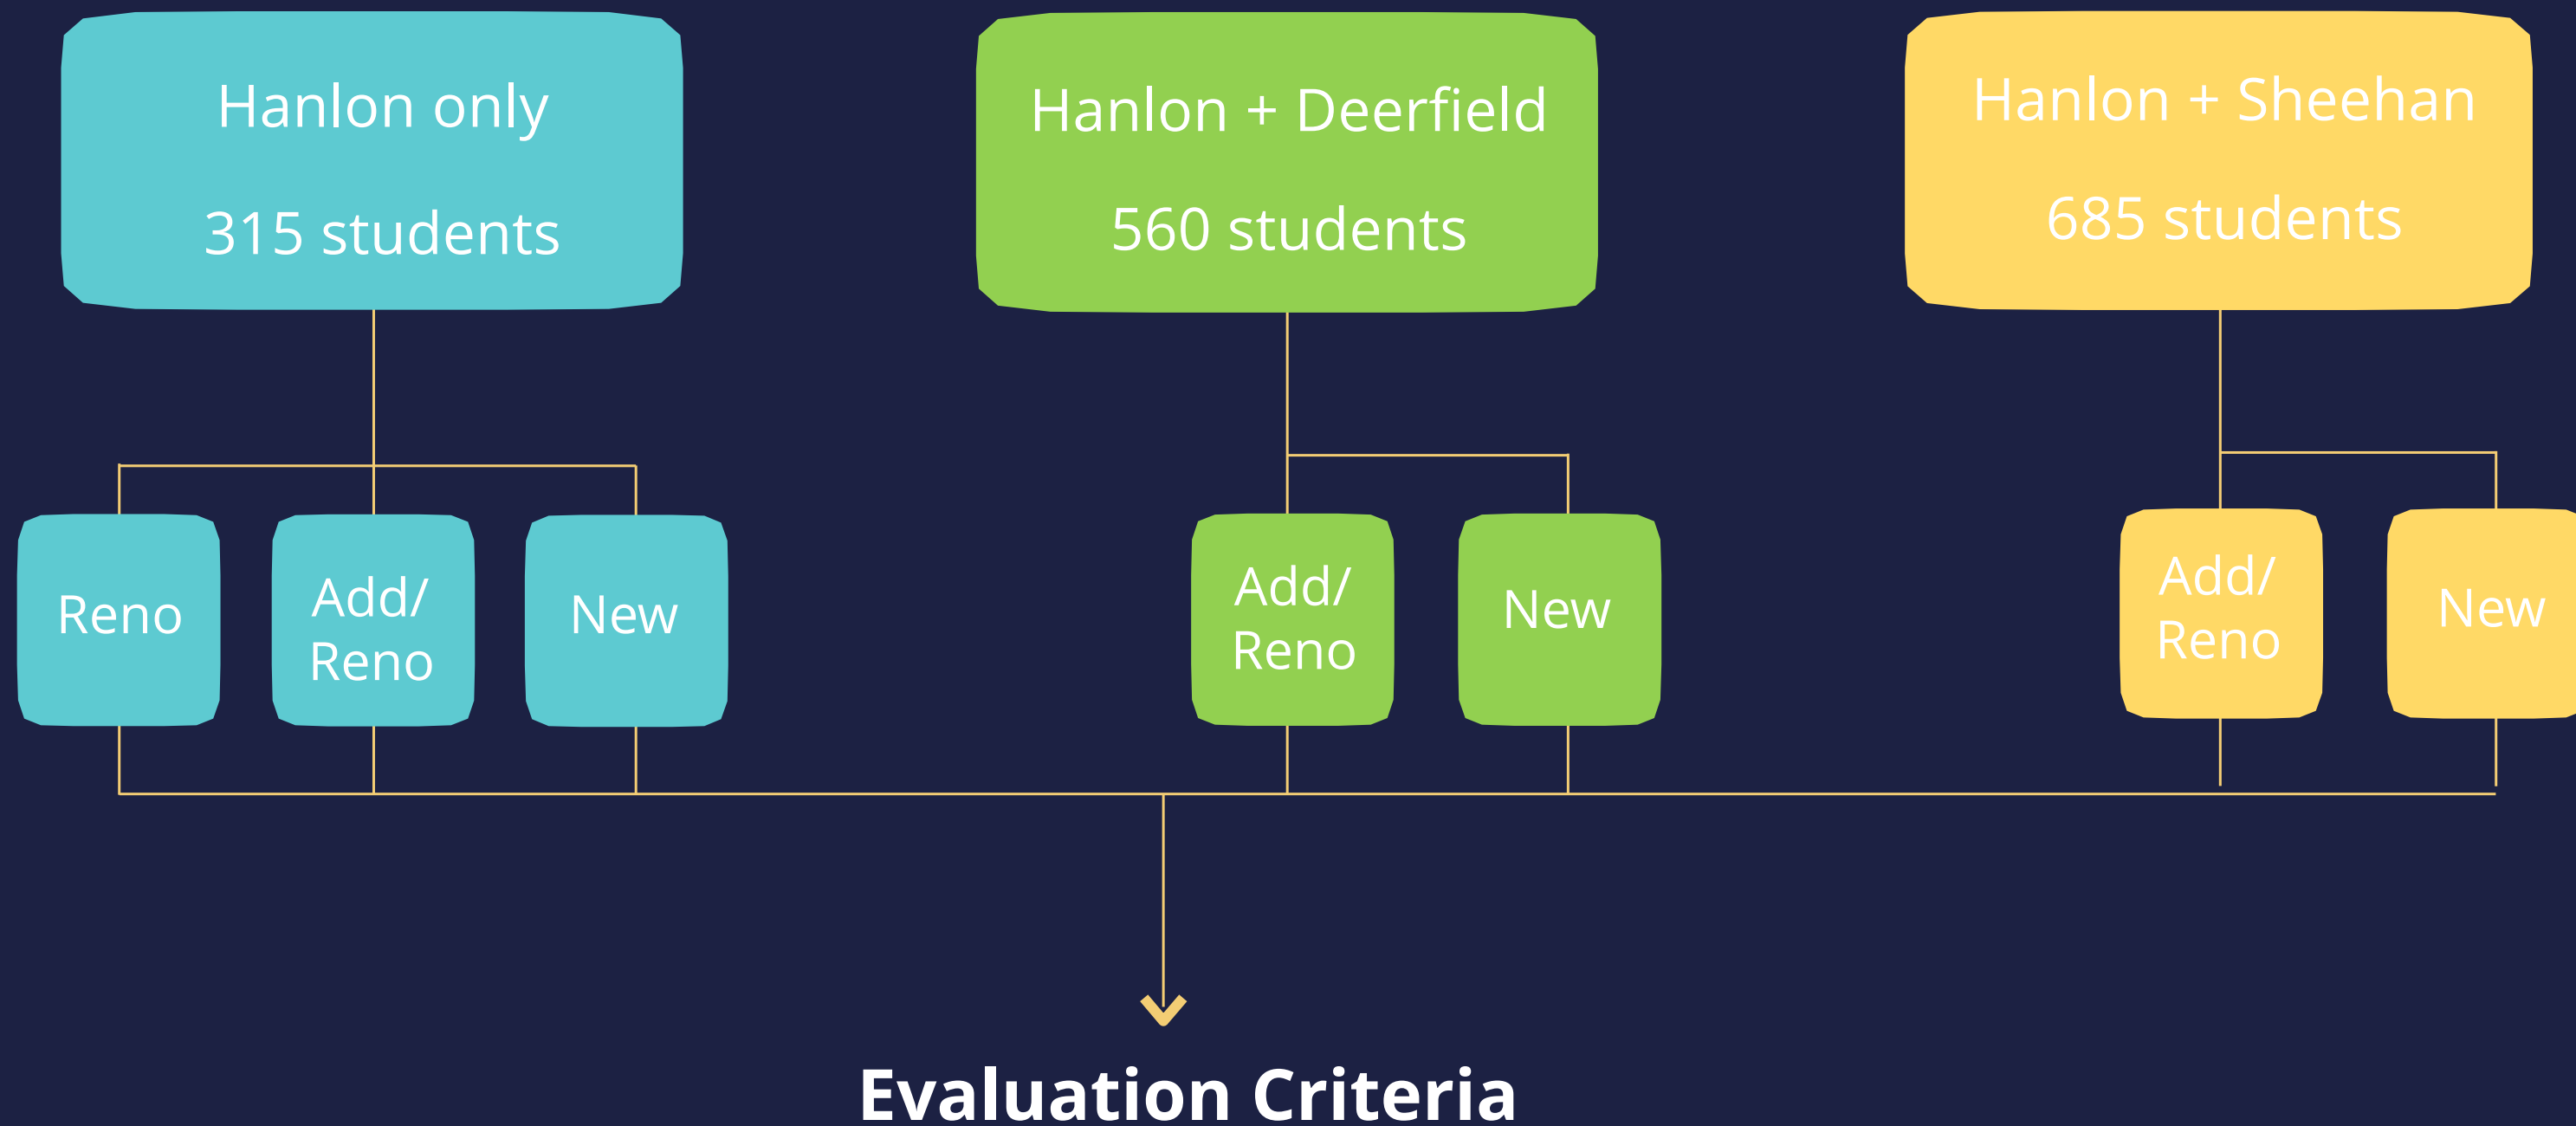 Hanlon only
315 students
Hanlon + Deerfield
560 students
Hanlon + Sheehan
685 students
Reno
Add/
Reno
New
Add/
Reno
New
Add/
Reno
New
Evaluation Criteria